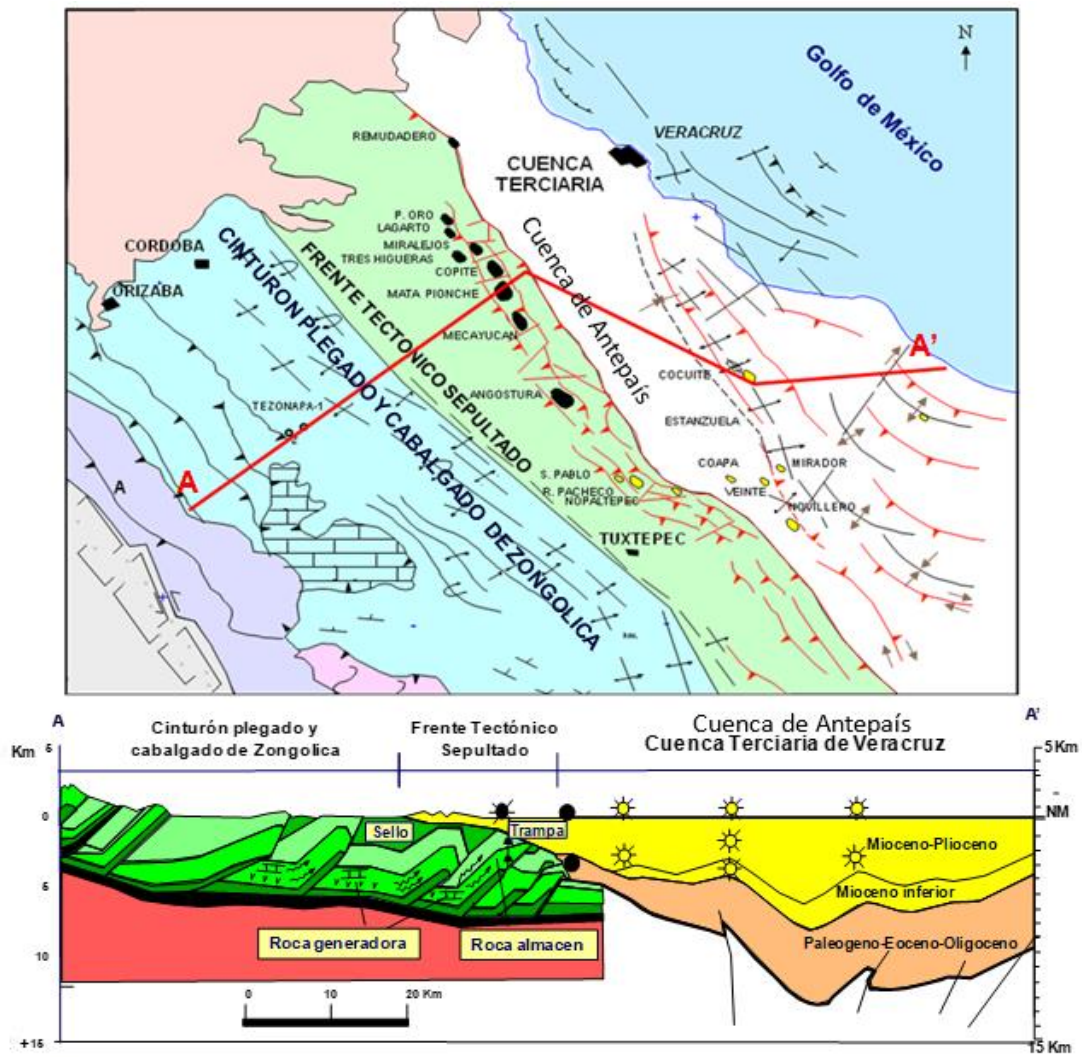 N
Golfo de México
VERACRUZ
REMUDADERO
CUENCA
TERCIARIA
P. ORO
LAGARTO
MIRALEJOS
TRES HIGUERAS
COPITE
MATA PIONCHE
MECAYUCAN
CORDOBA
ORIZABA
CINTURON PLEGADO Y CABALGADO DE ZONGOLICA
FRENTE TECTONICO SEPULTADO
Cuenca de Antepaís
A'
COCUITE
ANGOSTURA
ESTANZUELA
TEZONAPA-1
A
A
S. PABLO
R. PACHECO
NOPALTEPEC
COAPA
MIRADOR
VEINTE
NOVILLERO
TUXTEPEC
A
A'
Cinturón plegado y
cabalgado de Zongolica
Frente Tectónico
Sepultado
Cuenca de Antepaís
Cuenca Terciaria de Veracruz
Km
5
5 Km
0
NM
Sello
Trampa
Mioceno-Plioceno
5
Mioceno inferior
Roca generadora
Roca almacen
Paleogeno-Eoceno-Oligoceno
10
0
10
20 Km
+15
15 Km